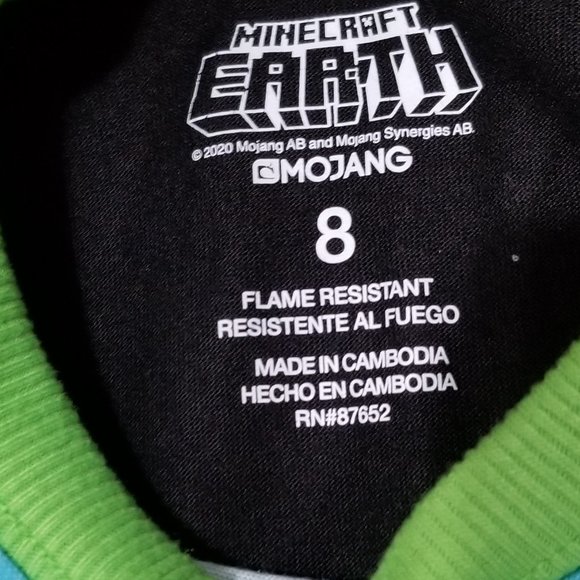 MINECRAFT
EARTH
© 2020 Mojang AB and Mojang Synergies AB.
MOJANG
8
FLAME RESISTANT
RESISTENTE AL FUEGO
MADE IN CAMBODIA
HECHO EN CAMBODIA
RN#87652